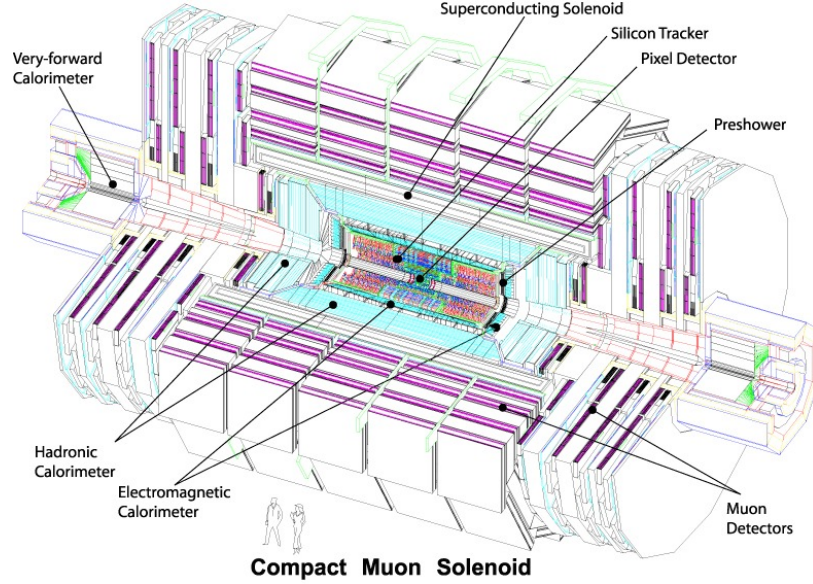 Superconducting Solenoid
Silicon Tracker
Pixel Detector
Very-forward
Calorimeter
Preshower
Hadronic
Calorimeter
Electromagnetic
Calorimeter
Muon
Detectors
Compact Muon Solenoid